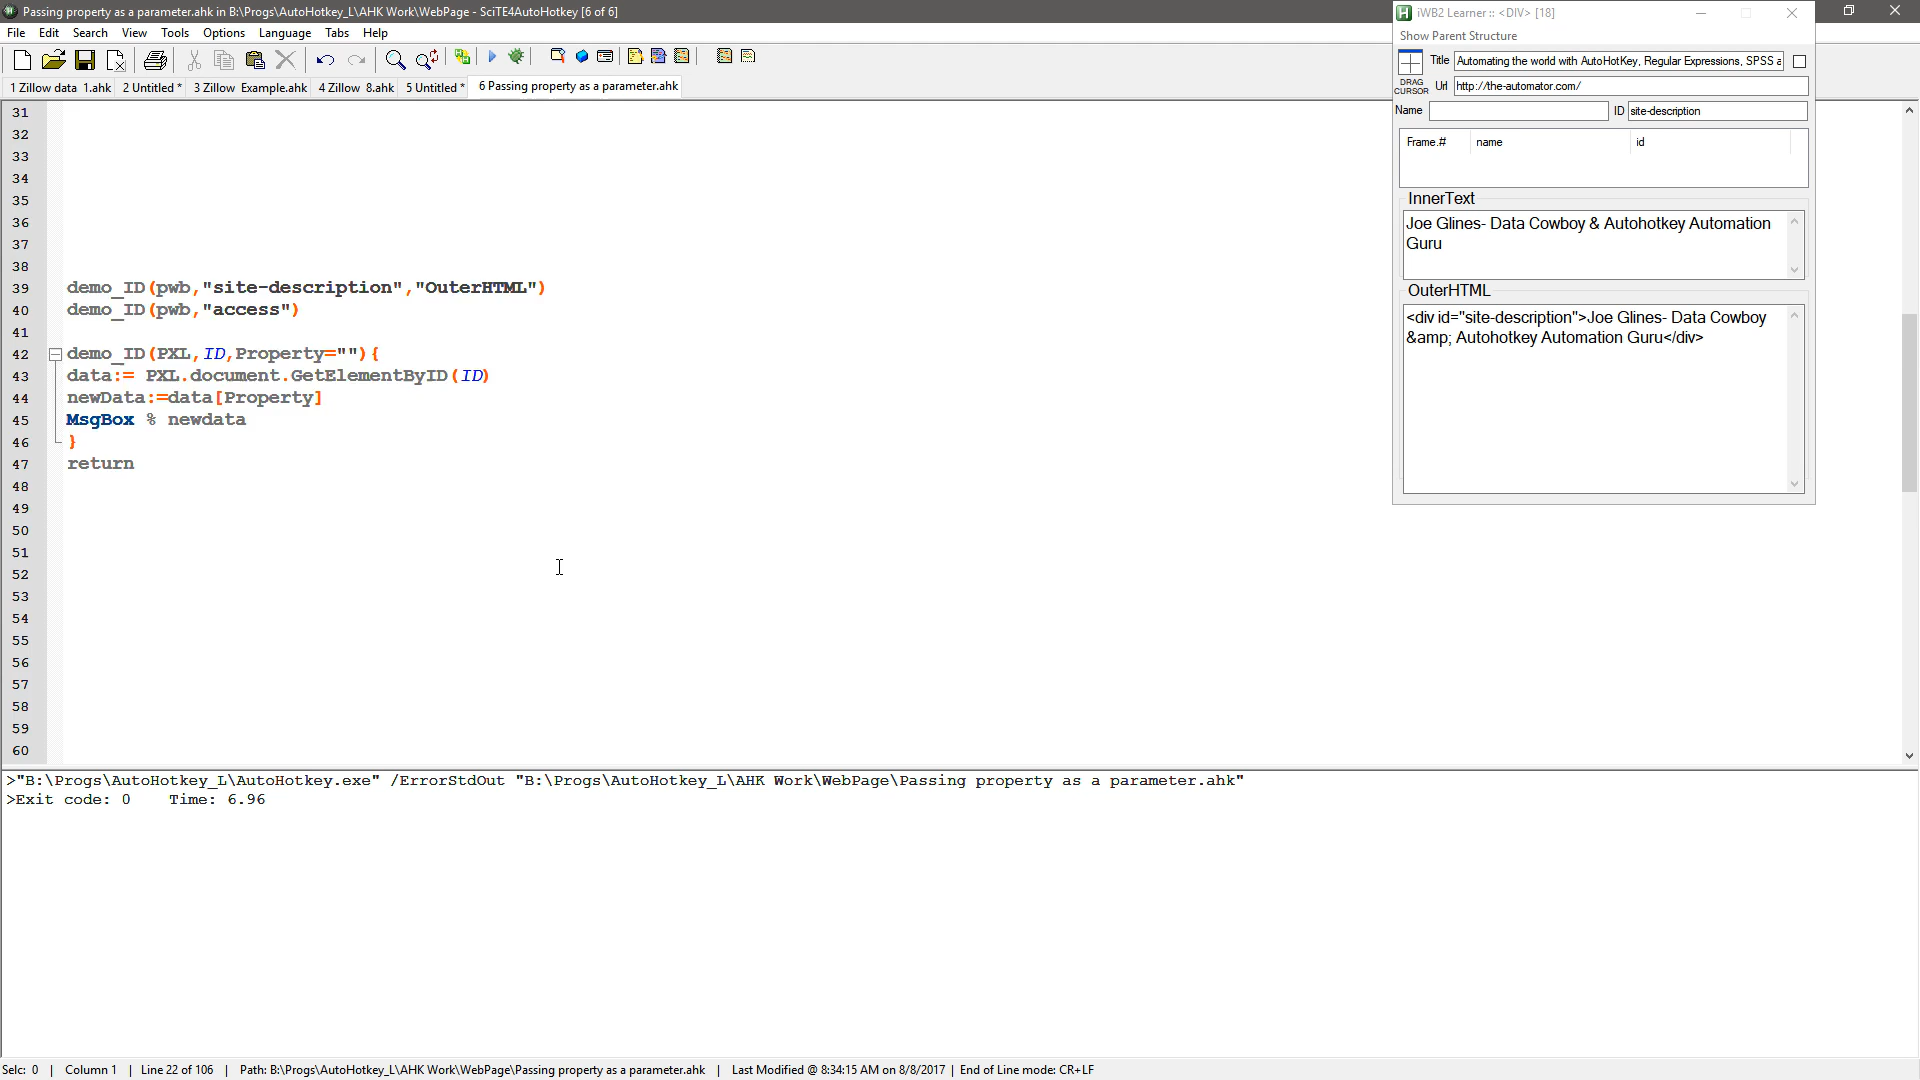 Passing property as a parameter.ahk in B:\Progs\AutoHotkey_L\AHK Work\WebPage - SciTE4AutoHotkey [6 of 6]
File Edit Search View Tools Options Language Tabs Help
1 Zillow data 1.ahk 2 Untitled * 3 Zillow Example.ahk 4 Zillow 8.ahk 5 Untitled * 6 Passing property as a parameter.ahk
31
32
33
34
35
36
37
38
39 demo_ID(pwb,"site-description","OuterHTML")
40 demo_ID(pwb,"access")
41
42 demo_ID(PXL,ID,Property=""){
43 data:= PXL.document.GetElementByID(ID)
44 newData:=data[Property]
45 MsgBox % newdata
46 }
47 return
48
49
50
51
52
53
54
55
56
57
58
59
60
iWB2 Learner :: <DIV> [18]
Show Parent Structure
DRAG
CURSOR
Title Automating the world with AutoHotKey, Regular Expressions, SPSS a
Url http://the-automator.com/
Name ID site-description
Frame.# name id
InnerText
Joe Glines- Data Cowboy & Autohotkey Automation
Guru
OuterHTML
<div id="site-description">Joe Glines- Data Cowboy
&amp; Autohotkey Automation Guru</div>
>"B:\Progs\AutoHotkey_L\AutoHotkey.exe" /ErrorStdOut "B:\Progs\AutoHotkey_L\AHK Work\WebPage\Passing property as a parameter.ahk"
>Exit code: 0 Time: 6.96
Selc: 0 | Column 1 | Line 22 of 106 | Path: B:\Progs\AutoHotkey_L\AHK Work\WebPage\Passing property as a parameter.ahk | Last Modified @ 8:34:15 AM on 8/8/2017 | End of Line mode: CR+LF